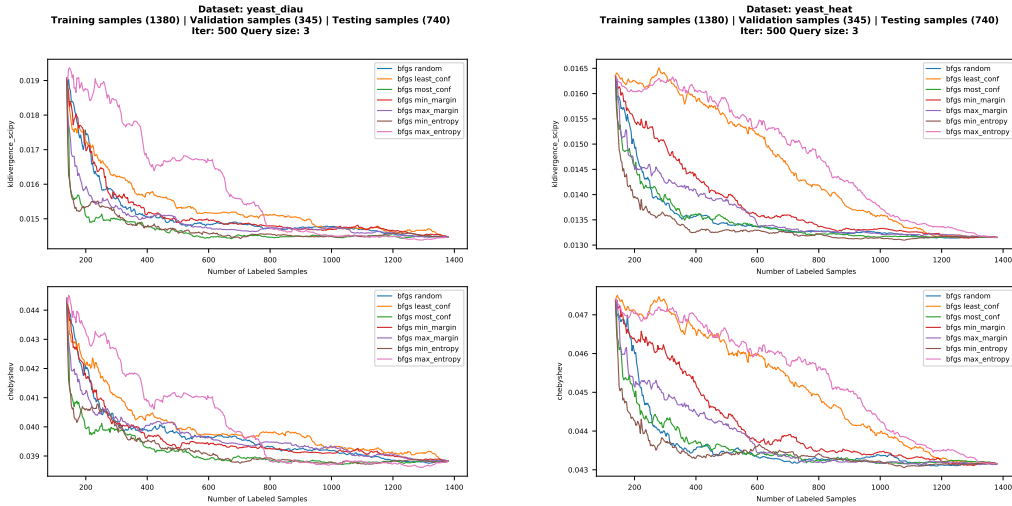 Dataset: yeast_diau
Training samples (1380) | Validation samples (345) | Testing samples (740)
Iter: 500 Query size: 3
kldivergence_scipy
0.019
0.018
0.017
0.016
0.015
bfgs random
bfgs least_conf
bfgs most_conf
bfgs min_margin
bfgs max_margin
bfgs min_entropy
bfgs max_entropy
200 400 600 800 1000 1200 1400
Number of Labeled Samples
chebyshev
0.044
0.043
0.042
0.041
0.040
0.039
bfgs random
bfgs least_conf
bfgs most_conf
bfgs min_margin
bfgs max_margin
bfgs min_entropy
bfgs max_entropy
200 400 600 800 1000 1200 1400
Number of Labeled Samples
Dataset: yeast_heat
Training samples (1380) | Validation samples (345) | Testing samples (740)
Iter: 500 Query size: 3
kldivergence_scipy
0.0165
0.0160
0.0155
0.0150
0.0145
0.0140
0.0135
0.0130
bfgs random
bfgs least_conf
bfgs most_conf
bfgs min_margin
bfgs max_margin
bfgs min_entropy
bfgs max_entropy
200 400 600 800 1000 1200 1400
Number of Labeled Samples
chebyshev
0.047
0.046
0.045
0.044
0.043
bfgs random
bfgs least_conf
bfgs most_conf
bfgs min_margin
bfgs max_margin
bfgs min_entropy
bfgs max_entropy
200 400 600 800 1000 1200 1400
Number of Labeled Samples